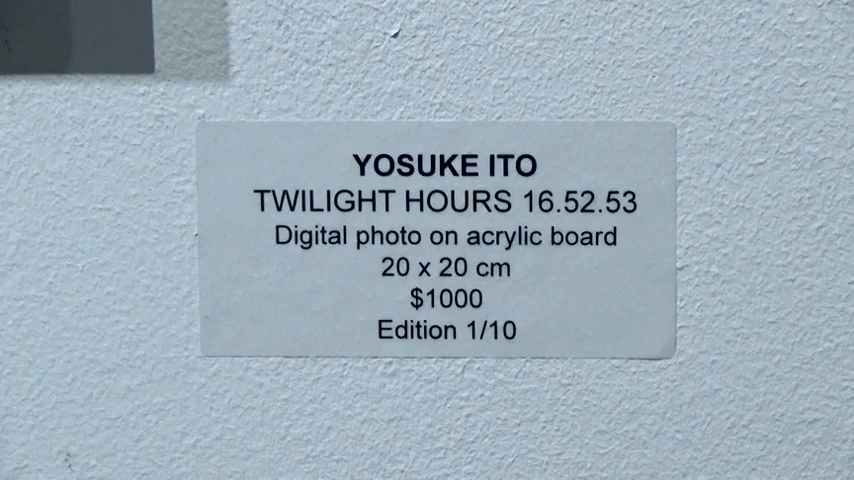 YOSUKE ITO
TWILIGHT HOURS 16.52.53
Digital photo on acrylic board
20 x 20 cm
$1000
Edition 1/10